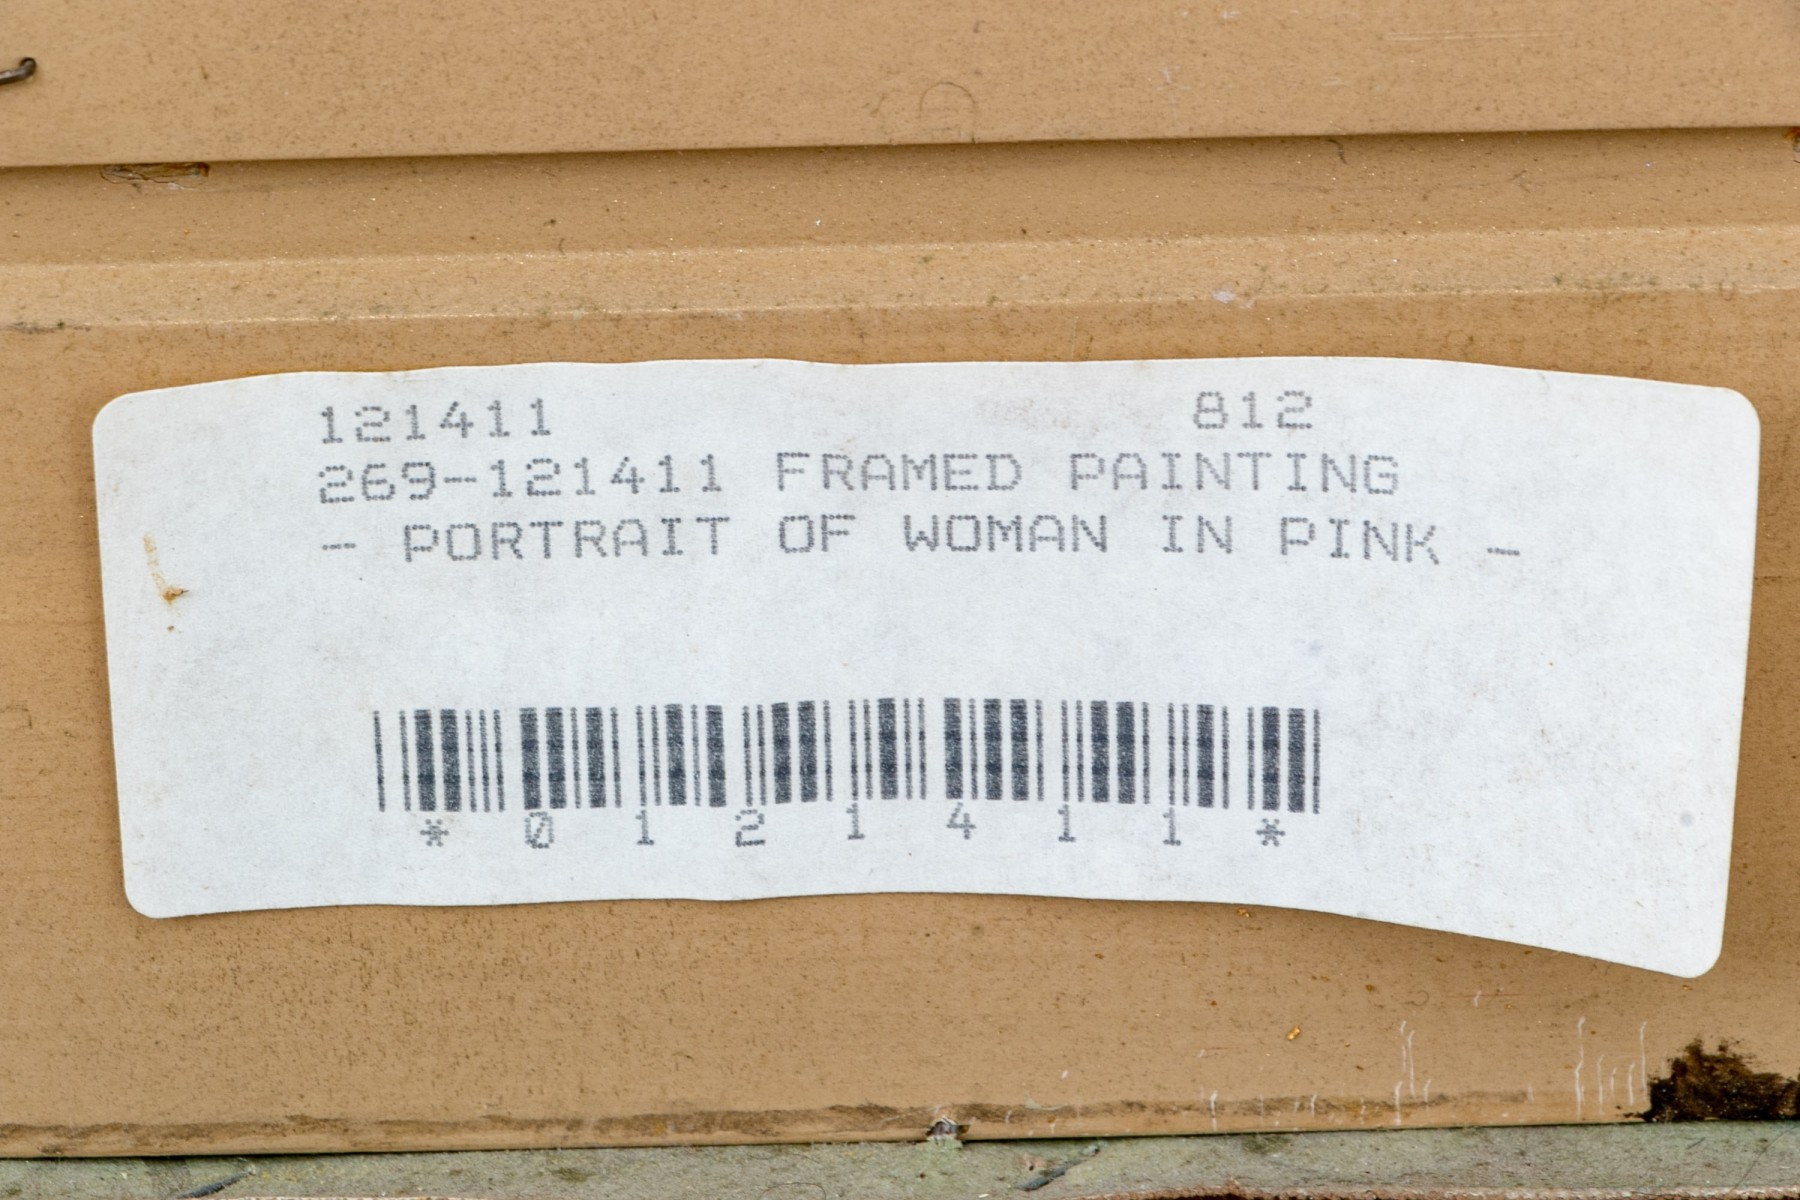 121411 812
269-121411 FRAMED PAINTING
- PORTRAIT OF WOMAN IN PINK -
*0121411*